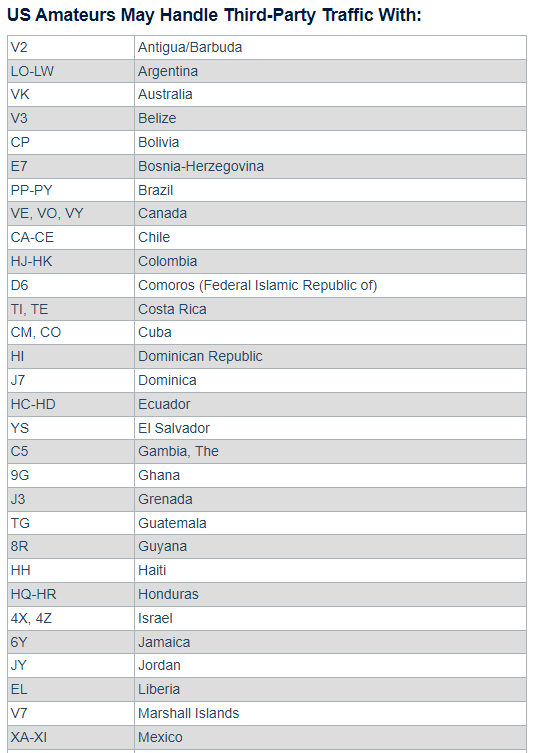 US Amateurs May Handle Third-Party Traffic With:
V2 Antigua/Barbuda
LO-LW Argentina
VK Australia
V3 Belize
CP Bolivia
E7 Bosnia-Herzegovina
PP-PY Brazil
VE, VO, VY Canada
CA-CE Chile
HJ-HK Colombia
D6 Comoros (Federal Islamic Republic of)
TI, TE Costa Rica
CM, CO Cuba
HI Dominican Republic
J7 Dominica
HC-HD Ecuador
YS El Salvador
C5 Gambia, The
9G Ghana
J3 Grenada
TG Guatemala
8R Guyana
HH Haiti
HQ-HR Honduras
4X, 4Z Israel
6Y Jamaica
JY Jordan
EL Liberia
V7 Marshall Islands
XA-XI Mexico